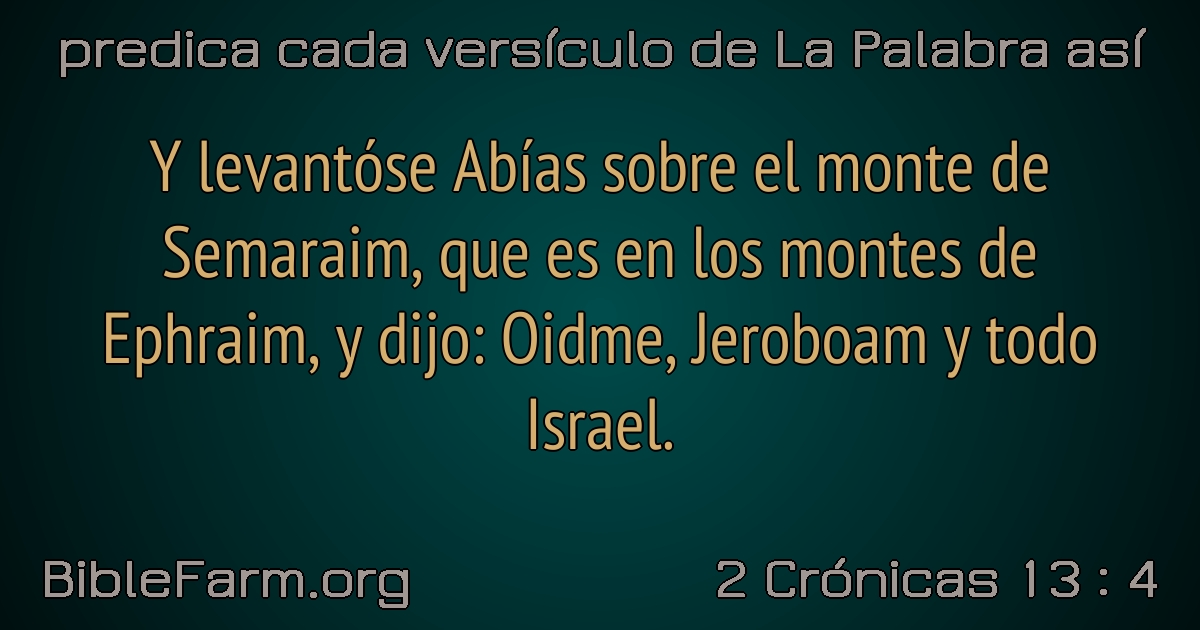 predica cada versículo de La Palabra así
Y levantóse Abías sobre el monte de
Semaraim, que es en los montes de
Ephraim, y dijo: Oidme, Jeroboam y todo
Israel.
BibleFarm.org
2 Crónicas 13 : 4